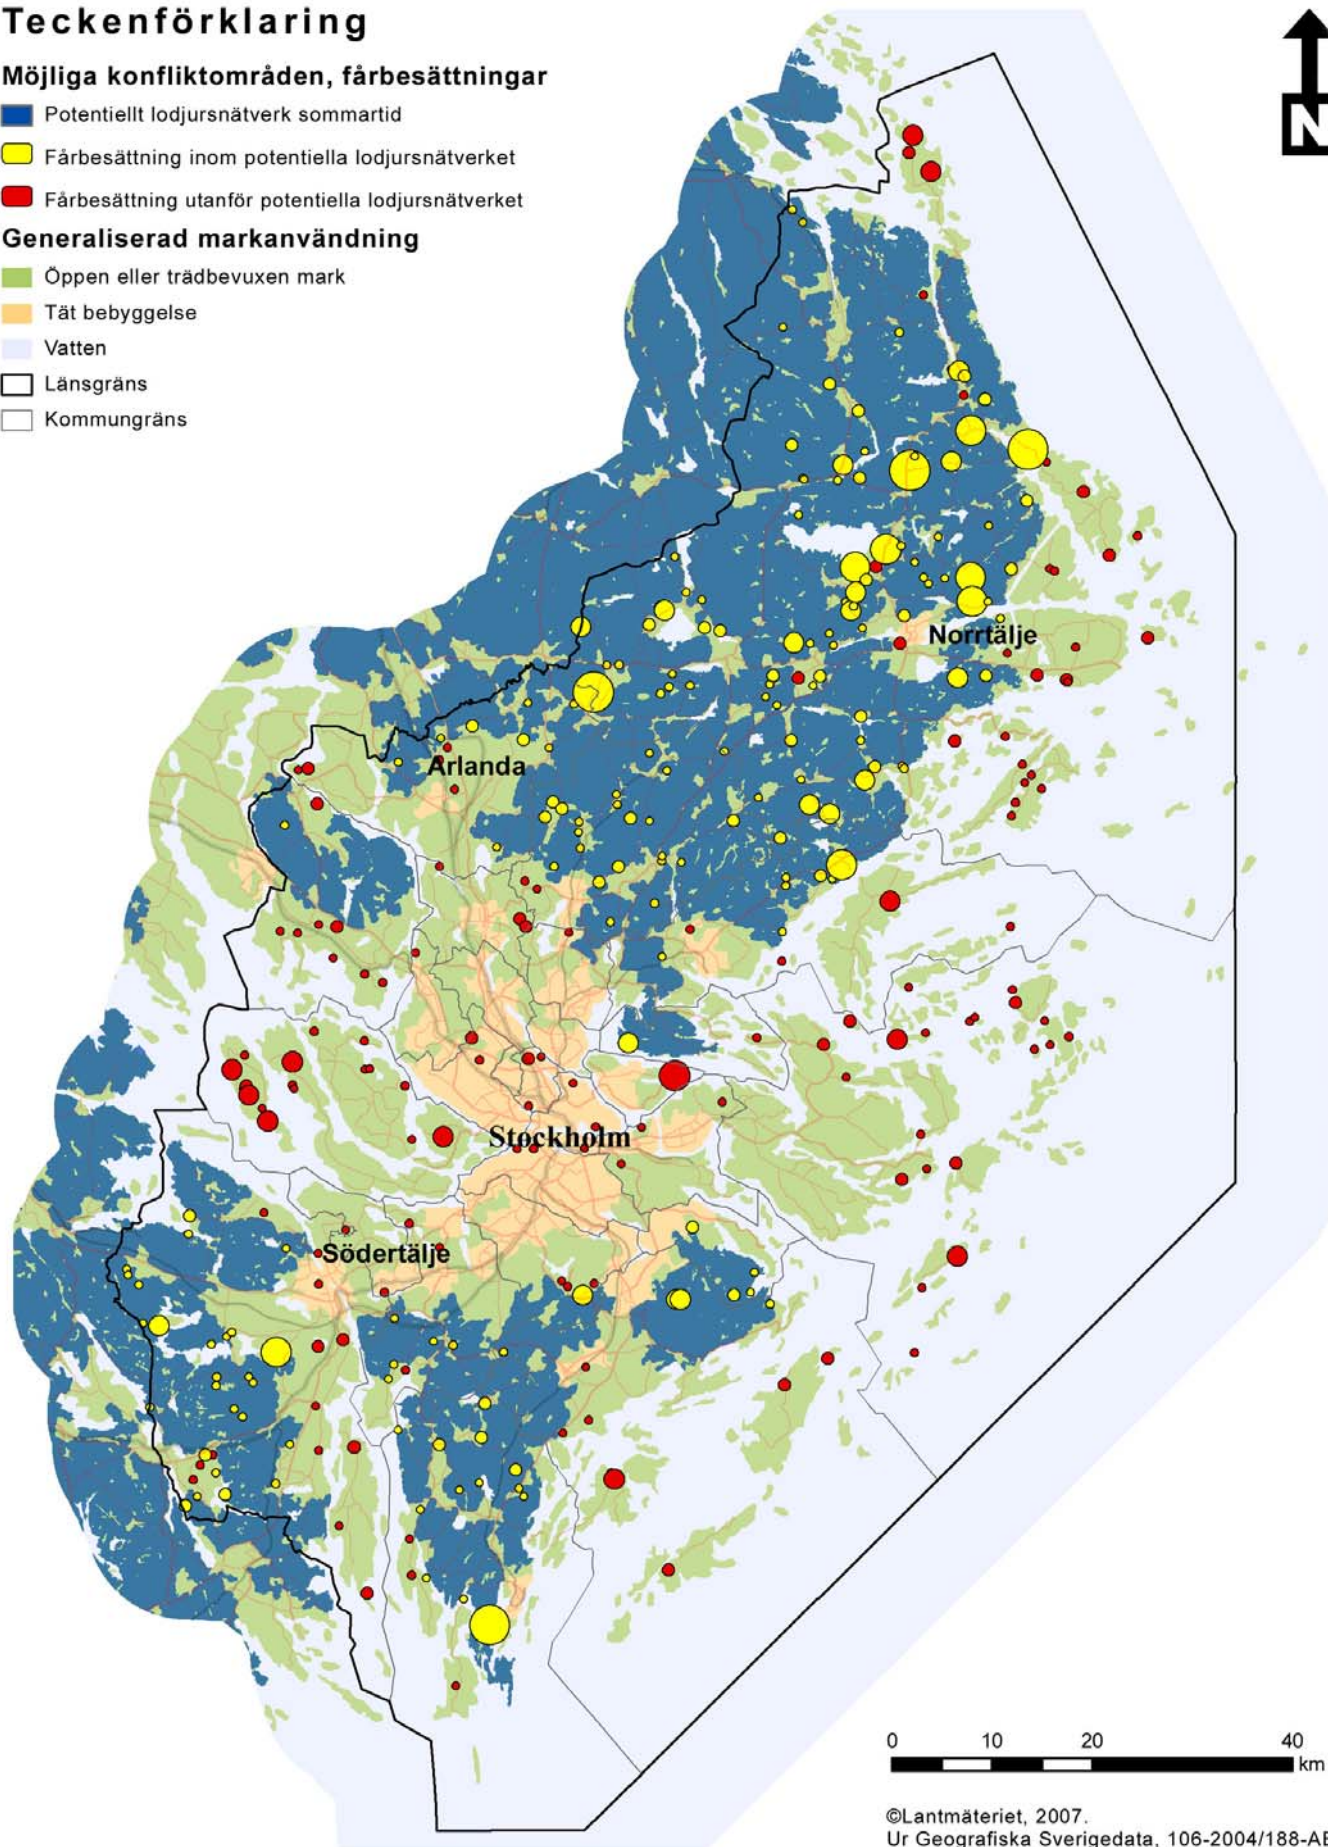 Teckenförklaring
Möjliga konfliktområden, fårbesättningar
Potentiellt lodjursnätverk sommartid
Fårbesättning inom potentiella lodjursnätverket
Fårbesättning utanför potentiella lodjursnätverket
Generaliserad markanvändning
Öppen eller trädbevuxen mark
Tät bebyggelse
Vatten
Länsgräns
Kommungräns
N
Norrtälje
Arlanda
Stockholm
Södertälje
0 10 20 40
km
©Lantmäteriet, 2007.
Ur Geografiska Sverigedata, 106-2004/188-AB